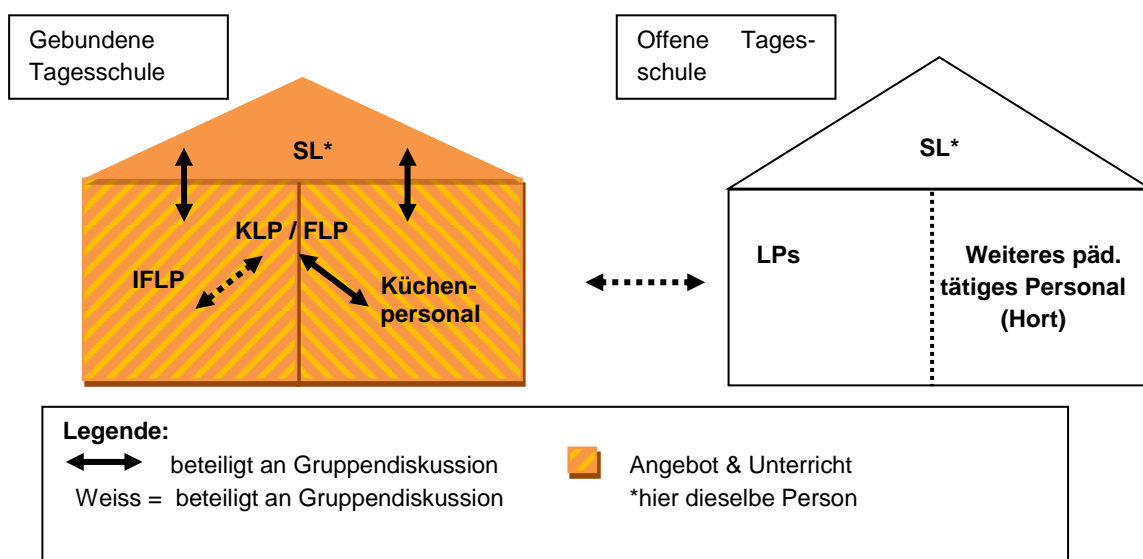 Gebundene
Tagesschule
Offene Tages-
schule
SL*
SL*
KLP / FLP
IFLP
Küchen-
personal
LPs
Weiteres päd.
tätiges Personal
(Hort)
Legende:
beteiligt an Gruppendiskussion
Angebot & Unterricht
Weiss = beteiligt an Gruppendiskussion
*hier dieselbe Person